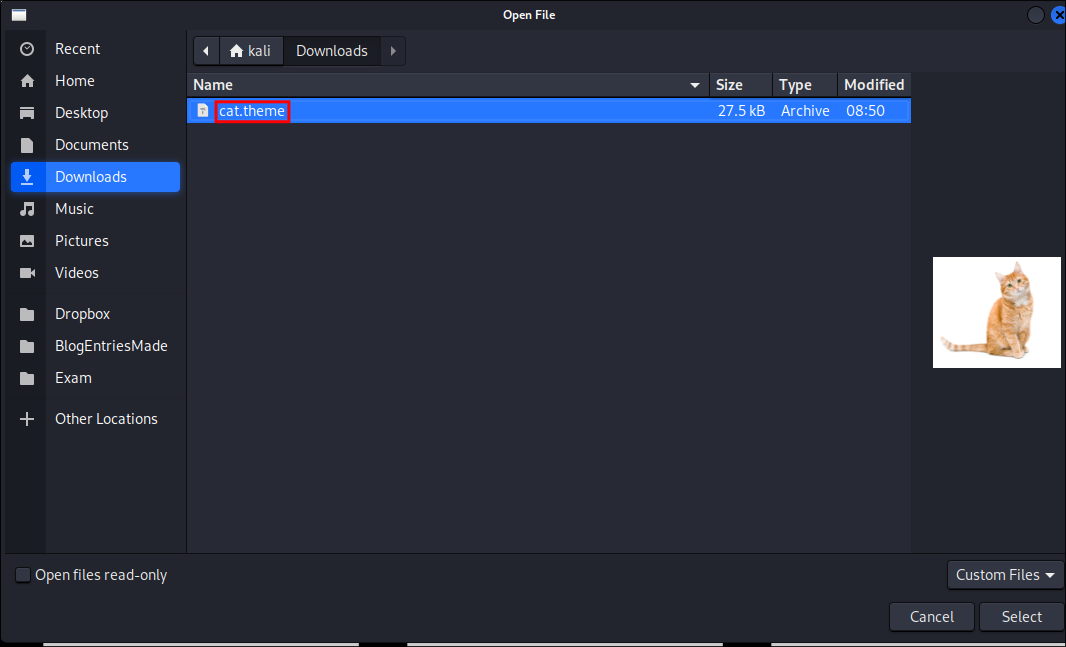 Open File
Recent
Home
Desktop
Documents
Downloads
Music
Pictures
Videos
Dropbox
BlogEntriesMade
Exam
Other Locations
kali Downloads
Name Size Type Modified
cat.theme 27.5 kB Archive 08:50
Open files read-only
Custom Files
Cancel Select